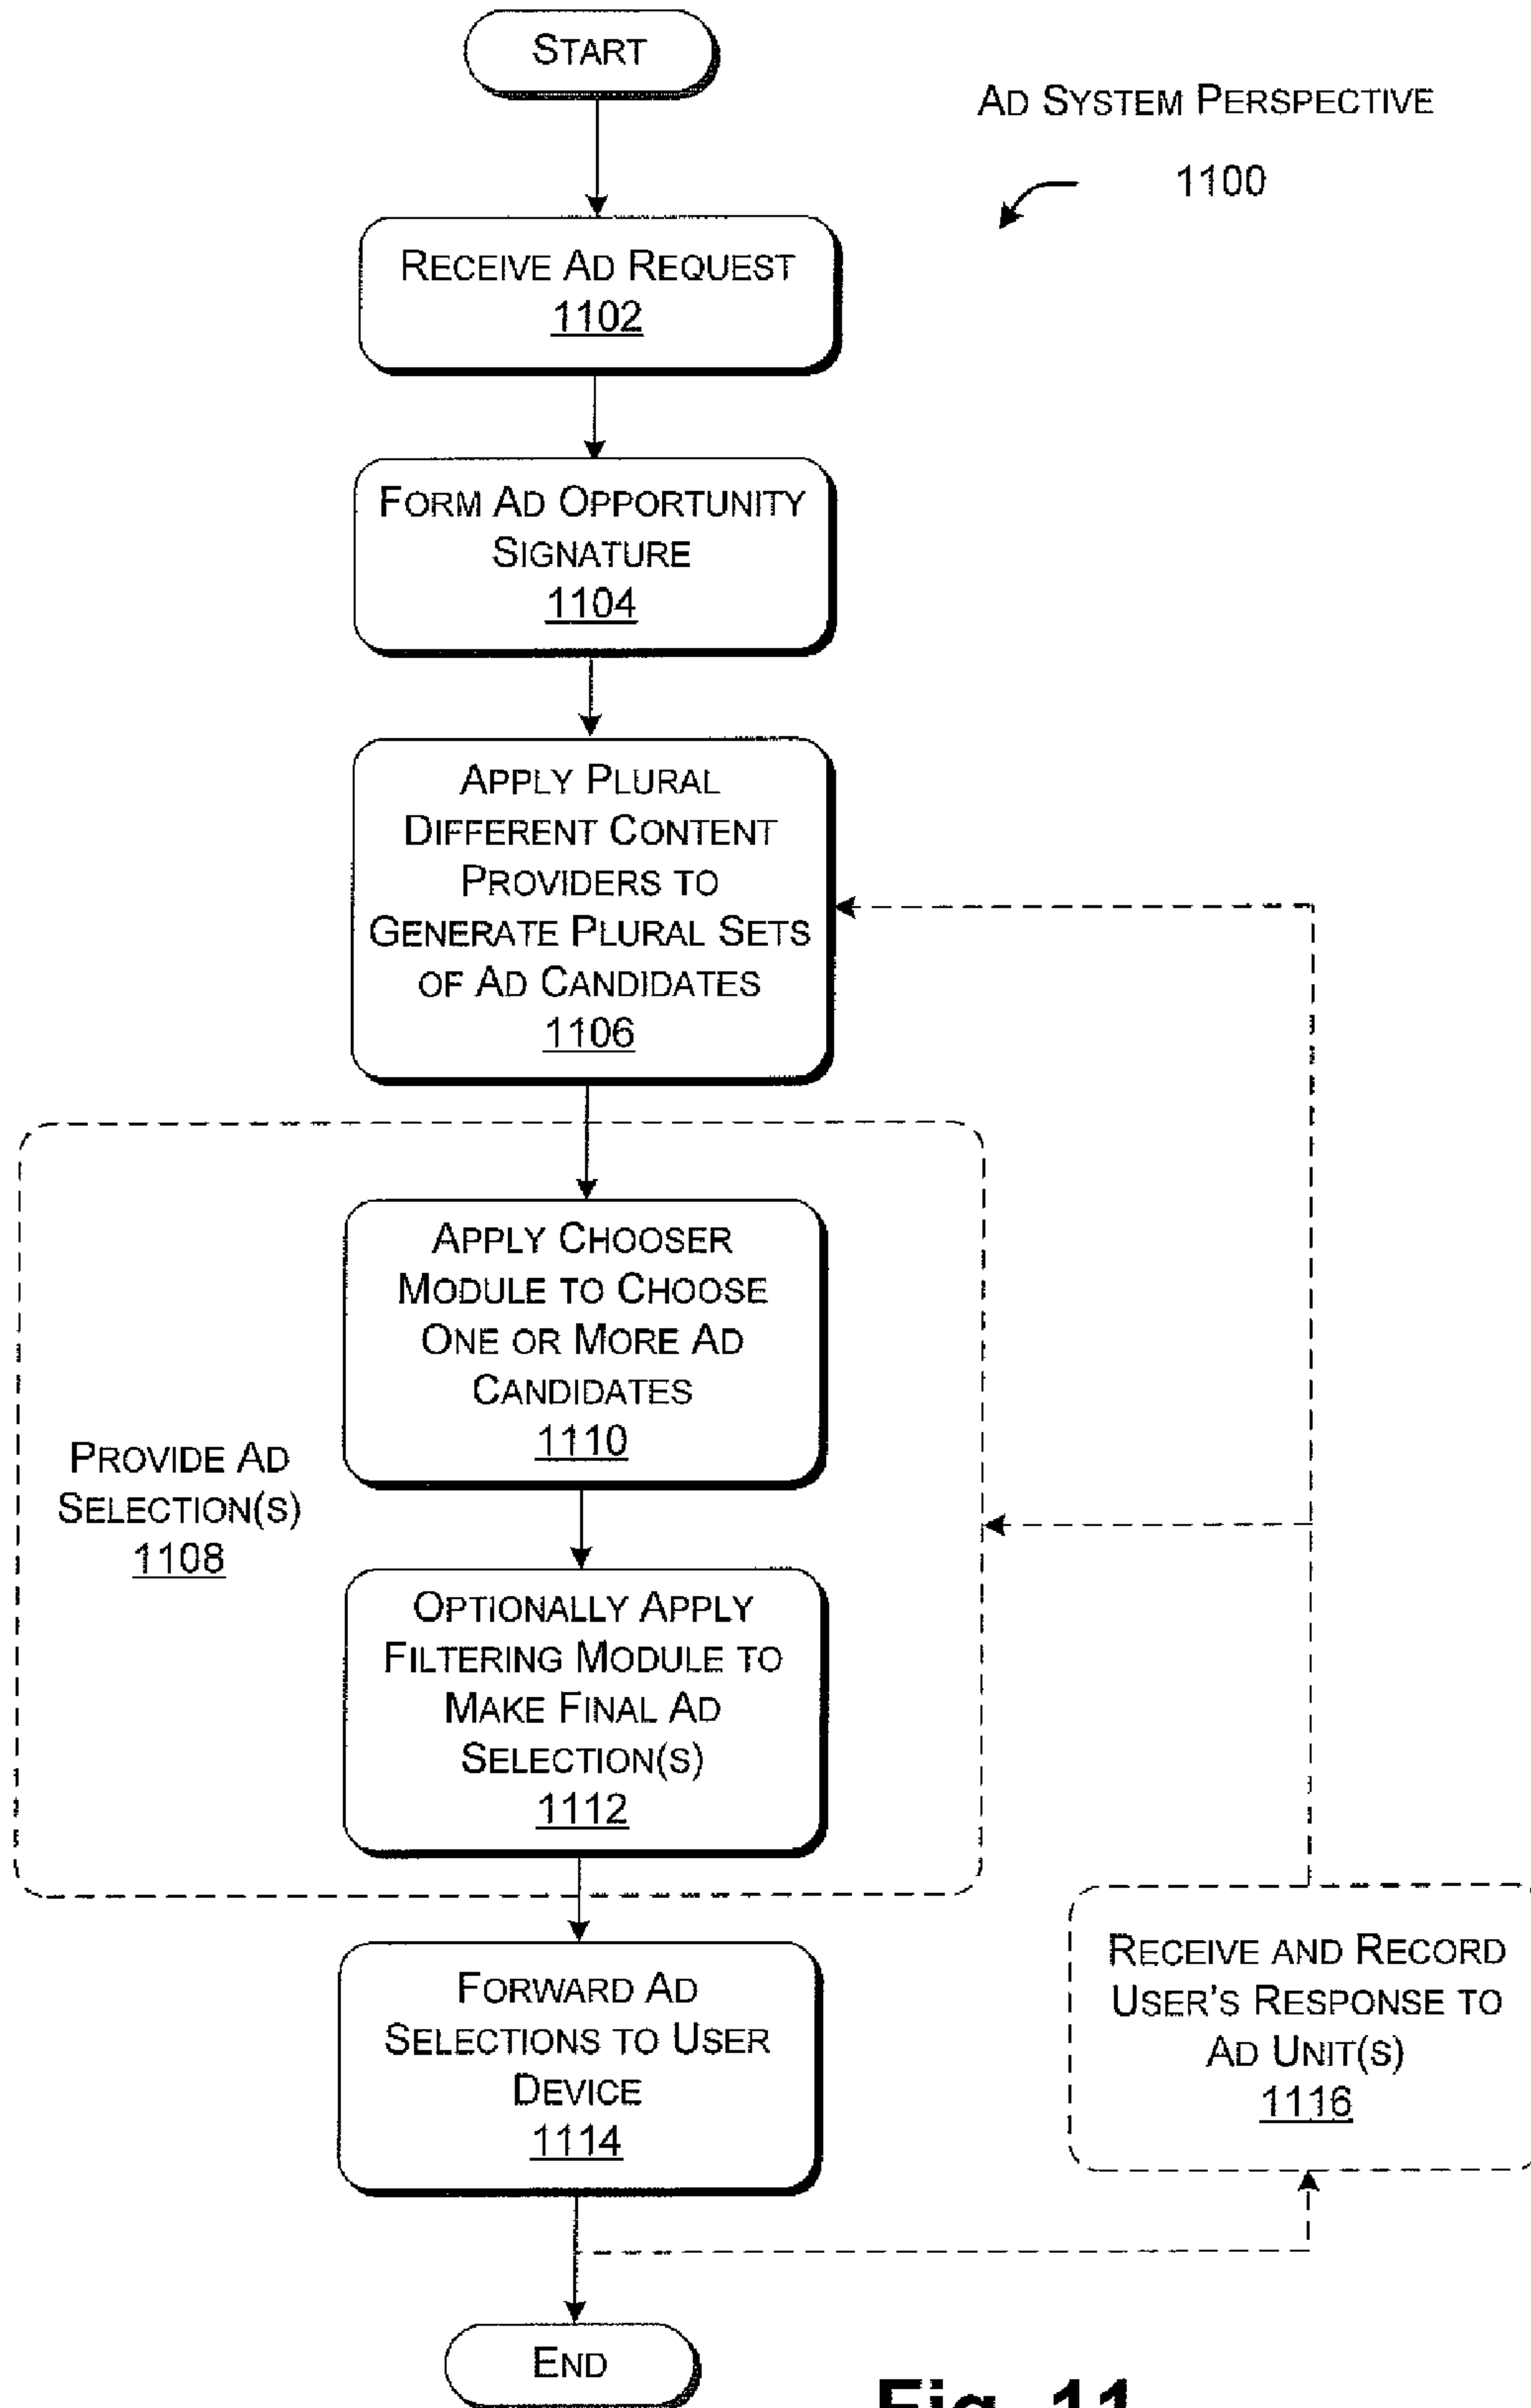 START
AD SYSTEM PERSPECTIVE
1100
RECEIVE AD REQUEST
1102
FORM AD OPPORTUNITY
SIGNATURE
1104
APPLY PLURAL
DIFFERENT CONTENT
PROVIDERS TO
GENERATE PLURAL SETS
OF AD CANDIDATES
1106
APPLY CHOOSER
MODULE TO CHOOSE
ONE OR MORE AD
CANDIDATES
1110
PROVIDE AD
SELECTION(S)
1108
OPTIONALLY APPLY
FILTERING MODULE TO
MAKE FINAL AD
SELECTION(S)
1112
FORWARD AD
SELECTIONS TO USER
DEVICE
1114
RECEIVE AND RECORD
USER'S RESPONSE TO
AD UNIT(S)
1116
END
Fig. 11